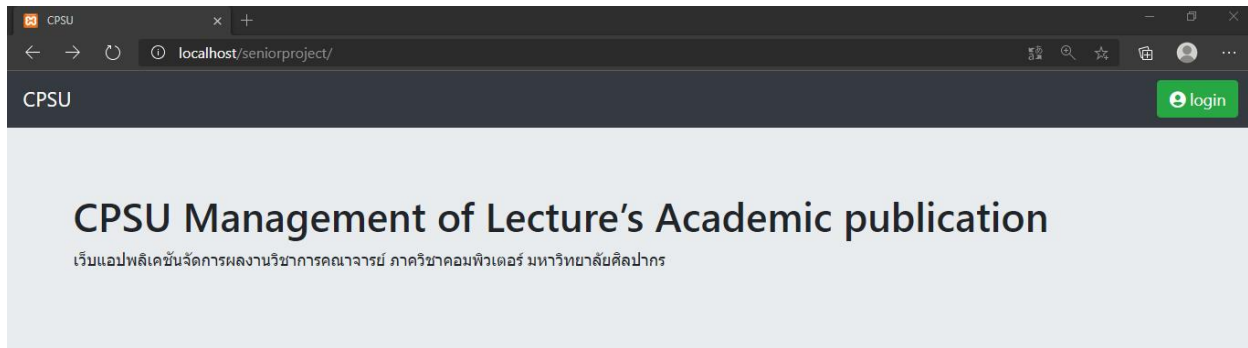 CPSU
localhost/seniorproject/
CPSU
login
CPSU Management of Lecture's Academic publication
เว็บแอปพลิเคชันจัดการผลงานวิชาการคณาจารย์ ภาควิชาคอมพิวเตอร์ มหาวิทยาลัยศิลปากร